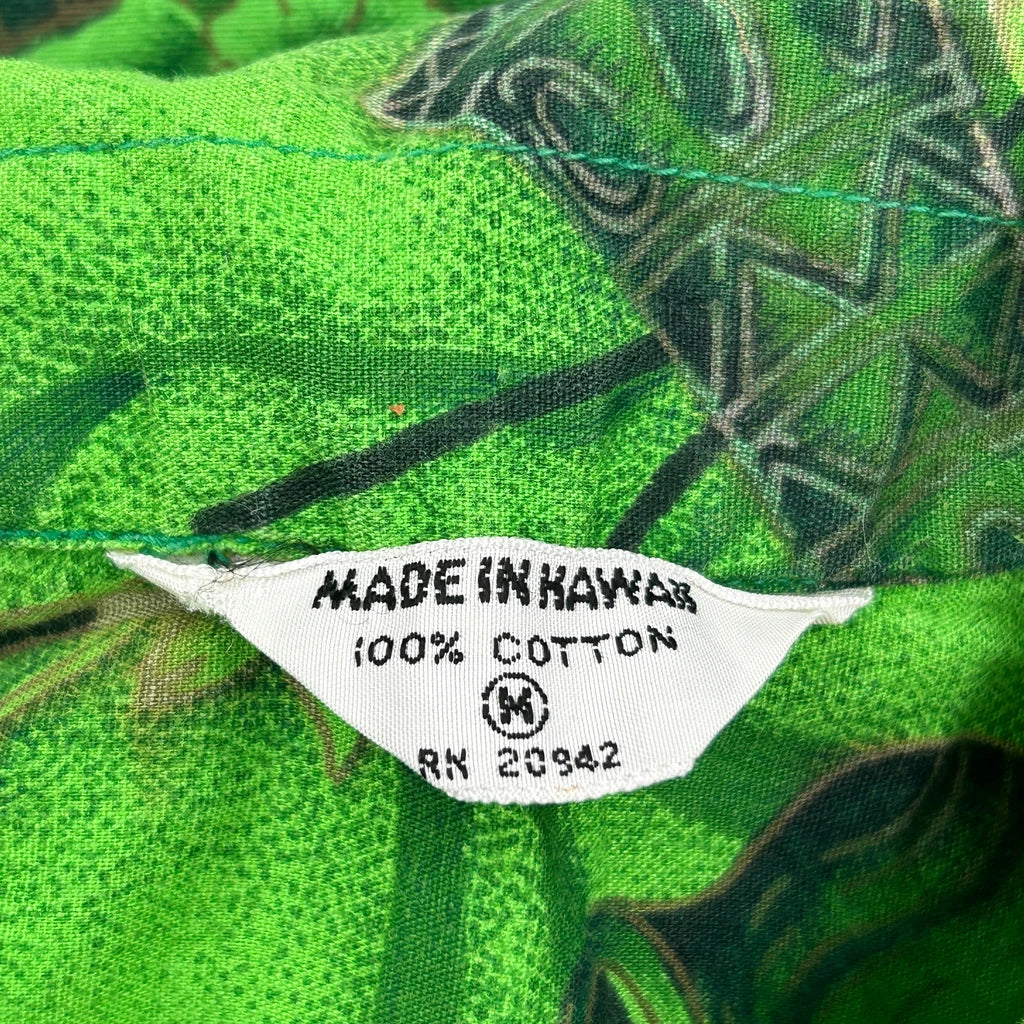 MADE IN HAWAII
100% COTTON
M
RN 20942